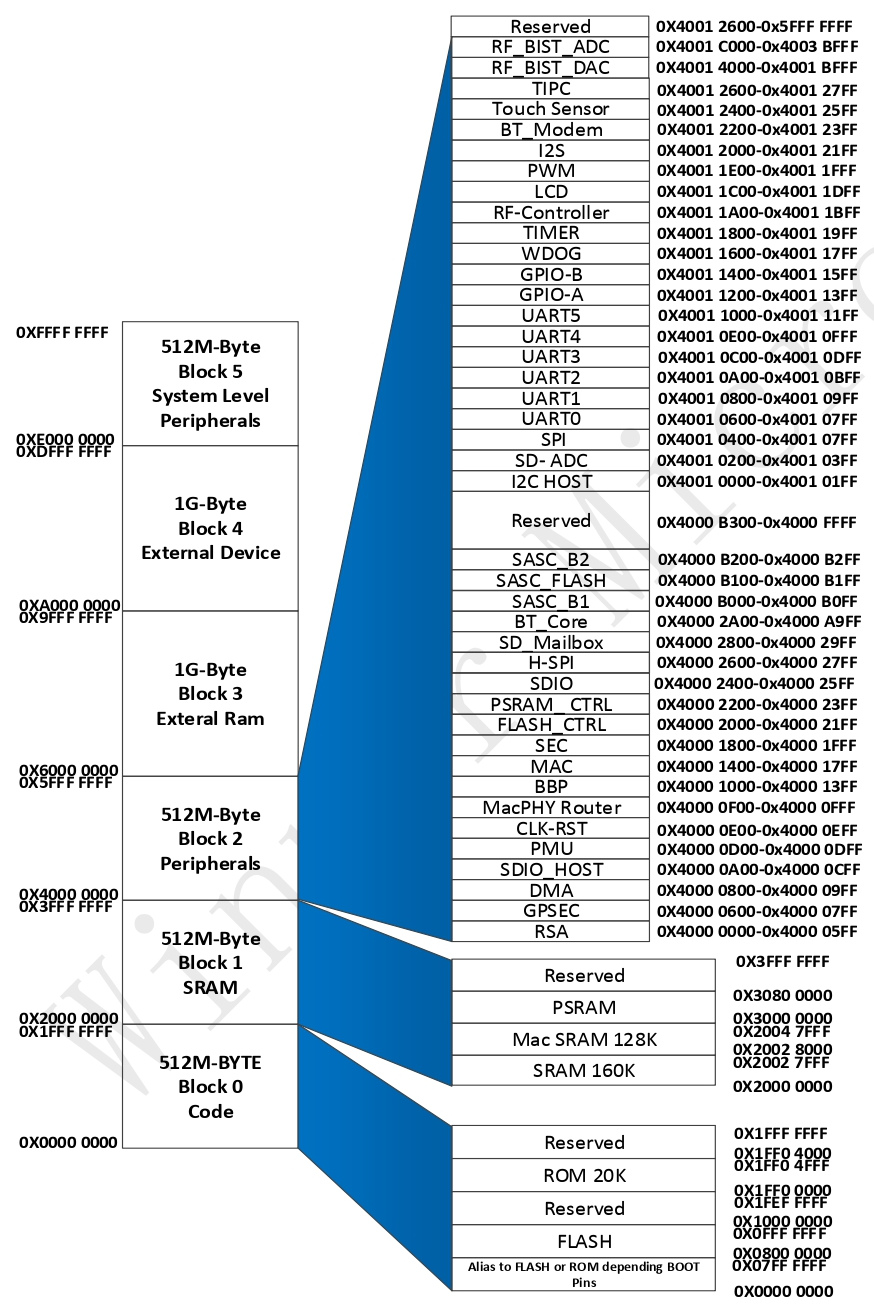 Reserved 0X4001 2600-0x5FFF FFFF
RF_BIST_ADC 0X4001 C000-0x4003 BFFF
RF_BIST_DAC 0X4001 4000-0x4001 BFFF
TIPC 0X4001 2600-0x4001 27FF
Touch Sensor 0X4001 2400-0x4001 25FF
BT_Modem 0X4001 2200-0x4001 23FF
I2S 0X4001 2000-0x4001 21FF
PWM 0X4001 1E00-0x4001 1FFF
LCD 0X4001 1C00-0x4001 1DFF
RF-Controller 0X4001 1A00-0x4001 1BFF
TIMER 0X4001 1800-0x4001 19FF
WDOG 0X4001 1600-0x4001 17FF
GPIO-B 0X4001 1400-0x4001 15FF
GPIO-A 0X4001 1200-0x4001 13FF
UART5 0X4001 1000-0x4001 11FF
UART4 0X4001 0E00-0x4001 0FFF
UART3 0X4001 0C00-0x4001 0DFF
UART2 0X4001 0A00-0x4001 0BFF
UART1 0X4001 0800-0x4001 09FF
UART0 0X4001 0600-0x4001 07FF
SPI 0X4001 0400-0x4001 07FF
SD- ADC 0X4001 0200-0x4001 03FF
I2C HOST 0X4001 0000-0x4001 01FF
Reserved 0X4000 B300-0x4000 FFFF
SASC_B2 0X4000 B200-0x4000 B2FF
SASC_FLASH 0X4000 B100-0x4000 B1FF
SASC_B1 0X4000 B000-0x4000 B0FF
BT_Core 0X4000 2A00-0x4000 A9FF
SD_Mailbox 0X4000 2800-0x4000 29FF
H-SPI 0X4000 2600-0x4000 27FF
SDIO 0X4000 2400-0x4000 25FF
PSRAM_CTRL 0X4000 2200-0x4000 23FF
FLASH_CTRL 0X4000 2000-0x4000 21FF
SEC 0X4000 1800-0x4000 1FFF
MAC 0X4000 1400-0x4000 17FF
BBP 0X4000 1000-0x4000 13FF
MacPHY Router 0X4000 0F00-0x4000 0FFF
CLK-RST 0X4000 0E00-0x4000 0EFF
PMU 0X4000 0D00-0x4000 0DFF
SDIO_HOST 0X4000 0A00-0x4000 0CFF
DMA 0X4000 0800-0x4000 09FF
GPSEC 0X4000 0600-0x4000 07FF
RSA 0X4000 0000-0x4000 05FF
0XFFFF FFFF
512M-Byte
Block 5
System Level
Peripherals
0XE000 0000
0XDFFF FFFF
1G-Byte
Block 4
External Device
0XA000 0000
0X9FFF FFFF
1G-Byte
Block 3
Exteral Ram
0X6000 0000
0X5FFF FFFF
512M-Byte
Block 2
Peripherals
0X4000 0000
0X3FFF FFFF
512M-Byte
Block 1
SRAM
0X2000 0000
0X1FFF FFFF
512M-BYTE
Block 0
Code
0X0000 0000
0X3FFF FFFF
Reserved
0X3080 0000
PSRAM
0X3000 0000
0X2004 7FFF
Mac SRAM 128K
0X2002 8000
0X2002 7FFF
SRAM 160K
0X2000 0000
0X1FFF FFFF
Reserved
0X1FF0 4000
0X1FF0 4FFF
ROM 20K
0X1FF0 0000
0X1FEF FFFF
Reserved
0X1000 0000
0X0FFF FFFF
FLASH
0X0800 0000
0X07FF FFFF
Alias to FLASH or ROM depending BOOT
Pins
0X0000 0000